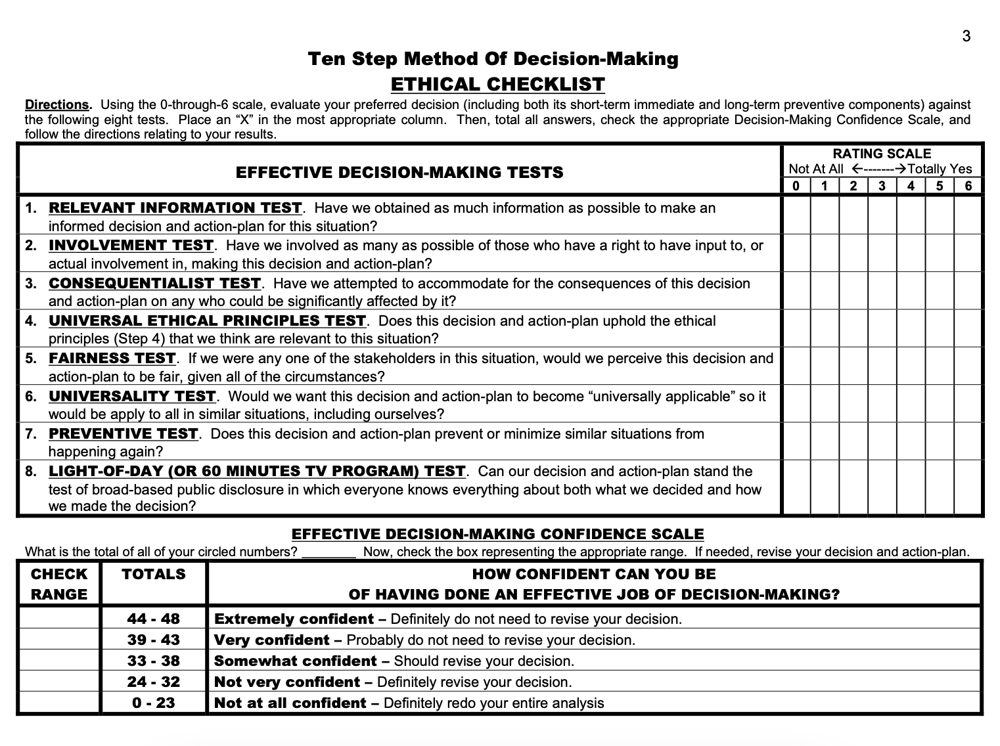 3
Ten Step Method Of Decision-Making
ETHICAL CHECKLIST
Directions. Using the 0-through-6 scale, evaluate your preferred decision (including both its short-term immediate and long-term preventive components) against
the following eight tests. Place an “X” in the most appropriate column. Then, total all answers, check the appropriate Decision-Making Confidence Scale, and
follow the directions relating to your results.
EFFECTIVE DECISION-MAKING TESTS
RATING SCALE
Not At All ←-------→Totally Yes
0 1 2 3 4 5 6
1. RELEVANT INFORMATION TEST. Have we obtained as much information as possible to make an
informed decision and action-plan for this situation?
2. INVOLVEMENT TEST. Have we involved as many as possible of those who have a right to have input to, or
actual involvement in, making this decision and action-plan?
3. CONSEQUENTIALIST TEST. Have we attempted to accommodate for the consequences of this decision
and action-plan on any who could be significantly affected by it?
4. UNIVERSAL ETHICAL PRINCIPLES TEST. Does this decision and action-plan uphold the ethical
principles (Step 4) that we think are relevant to this situation?
5. FAIRNESS TEST. If we were any one of the stakeholders in this situation, would we perceive this decision and
action-plan to be fair, given all of the circumstances?
6. UNIVERSALITY TEST. Would we want this decision and action-plan to become “universally applicable” so it
would be apply to all in similar situations, including ourselves?
7. PREVENTIVE TEST. Does this decision and action-plan prevent or minimize similar situations from
happening again?
8. LIGHT-OF-DAY (OR 60 MINUTES TV PROGRAM) TEST. Can our decision and action-plan stand the
test of broad-based public disclosure in which everyone knows everything about both what we decided and how
we made the decision?
EFFECTIVE DECISION-MAKING CONFIDENCE SCALE
What is the total of all of your circled numbers? _______ Now, check the box representing the appropriate range. If needed, revise your decision and action-plan.
CHECK RANGE
TOTALS
HOW CONFIDENT CAN YOU BE
OF HAVING DONE AN EFFECTIVE JOB OF DECISION-MAKING?
44 - 48 Extremely confident – Definitely do not need to revise your decision.
39 - 43 Very confident – Probably do not need to revise your decision.
33 - 38 Somewhat confident – Should revise your decision.
24 - 32 Not very confident – Definitely revise your decision.
0 - 23 Not at all confident – Definitely redo your entire analysis